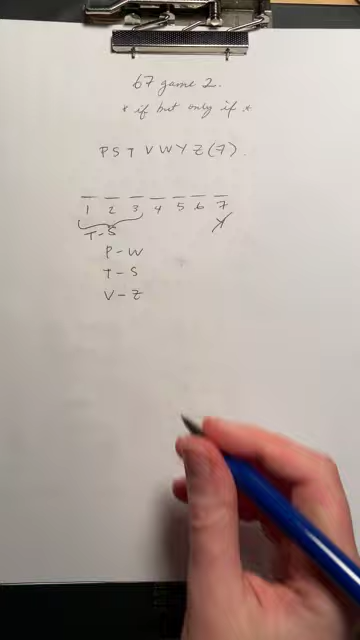 67 game 2.
* if but only if *
P S T V W Y Z (7).
_ _ _ _ _ _ _
1 2 3 4 5 6 7
T - S
P - W
T - S
V - Z